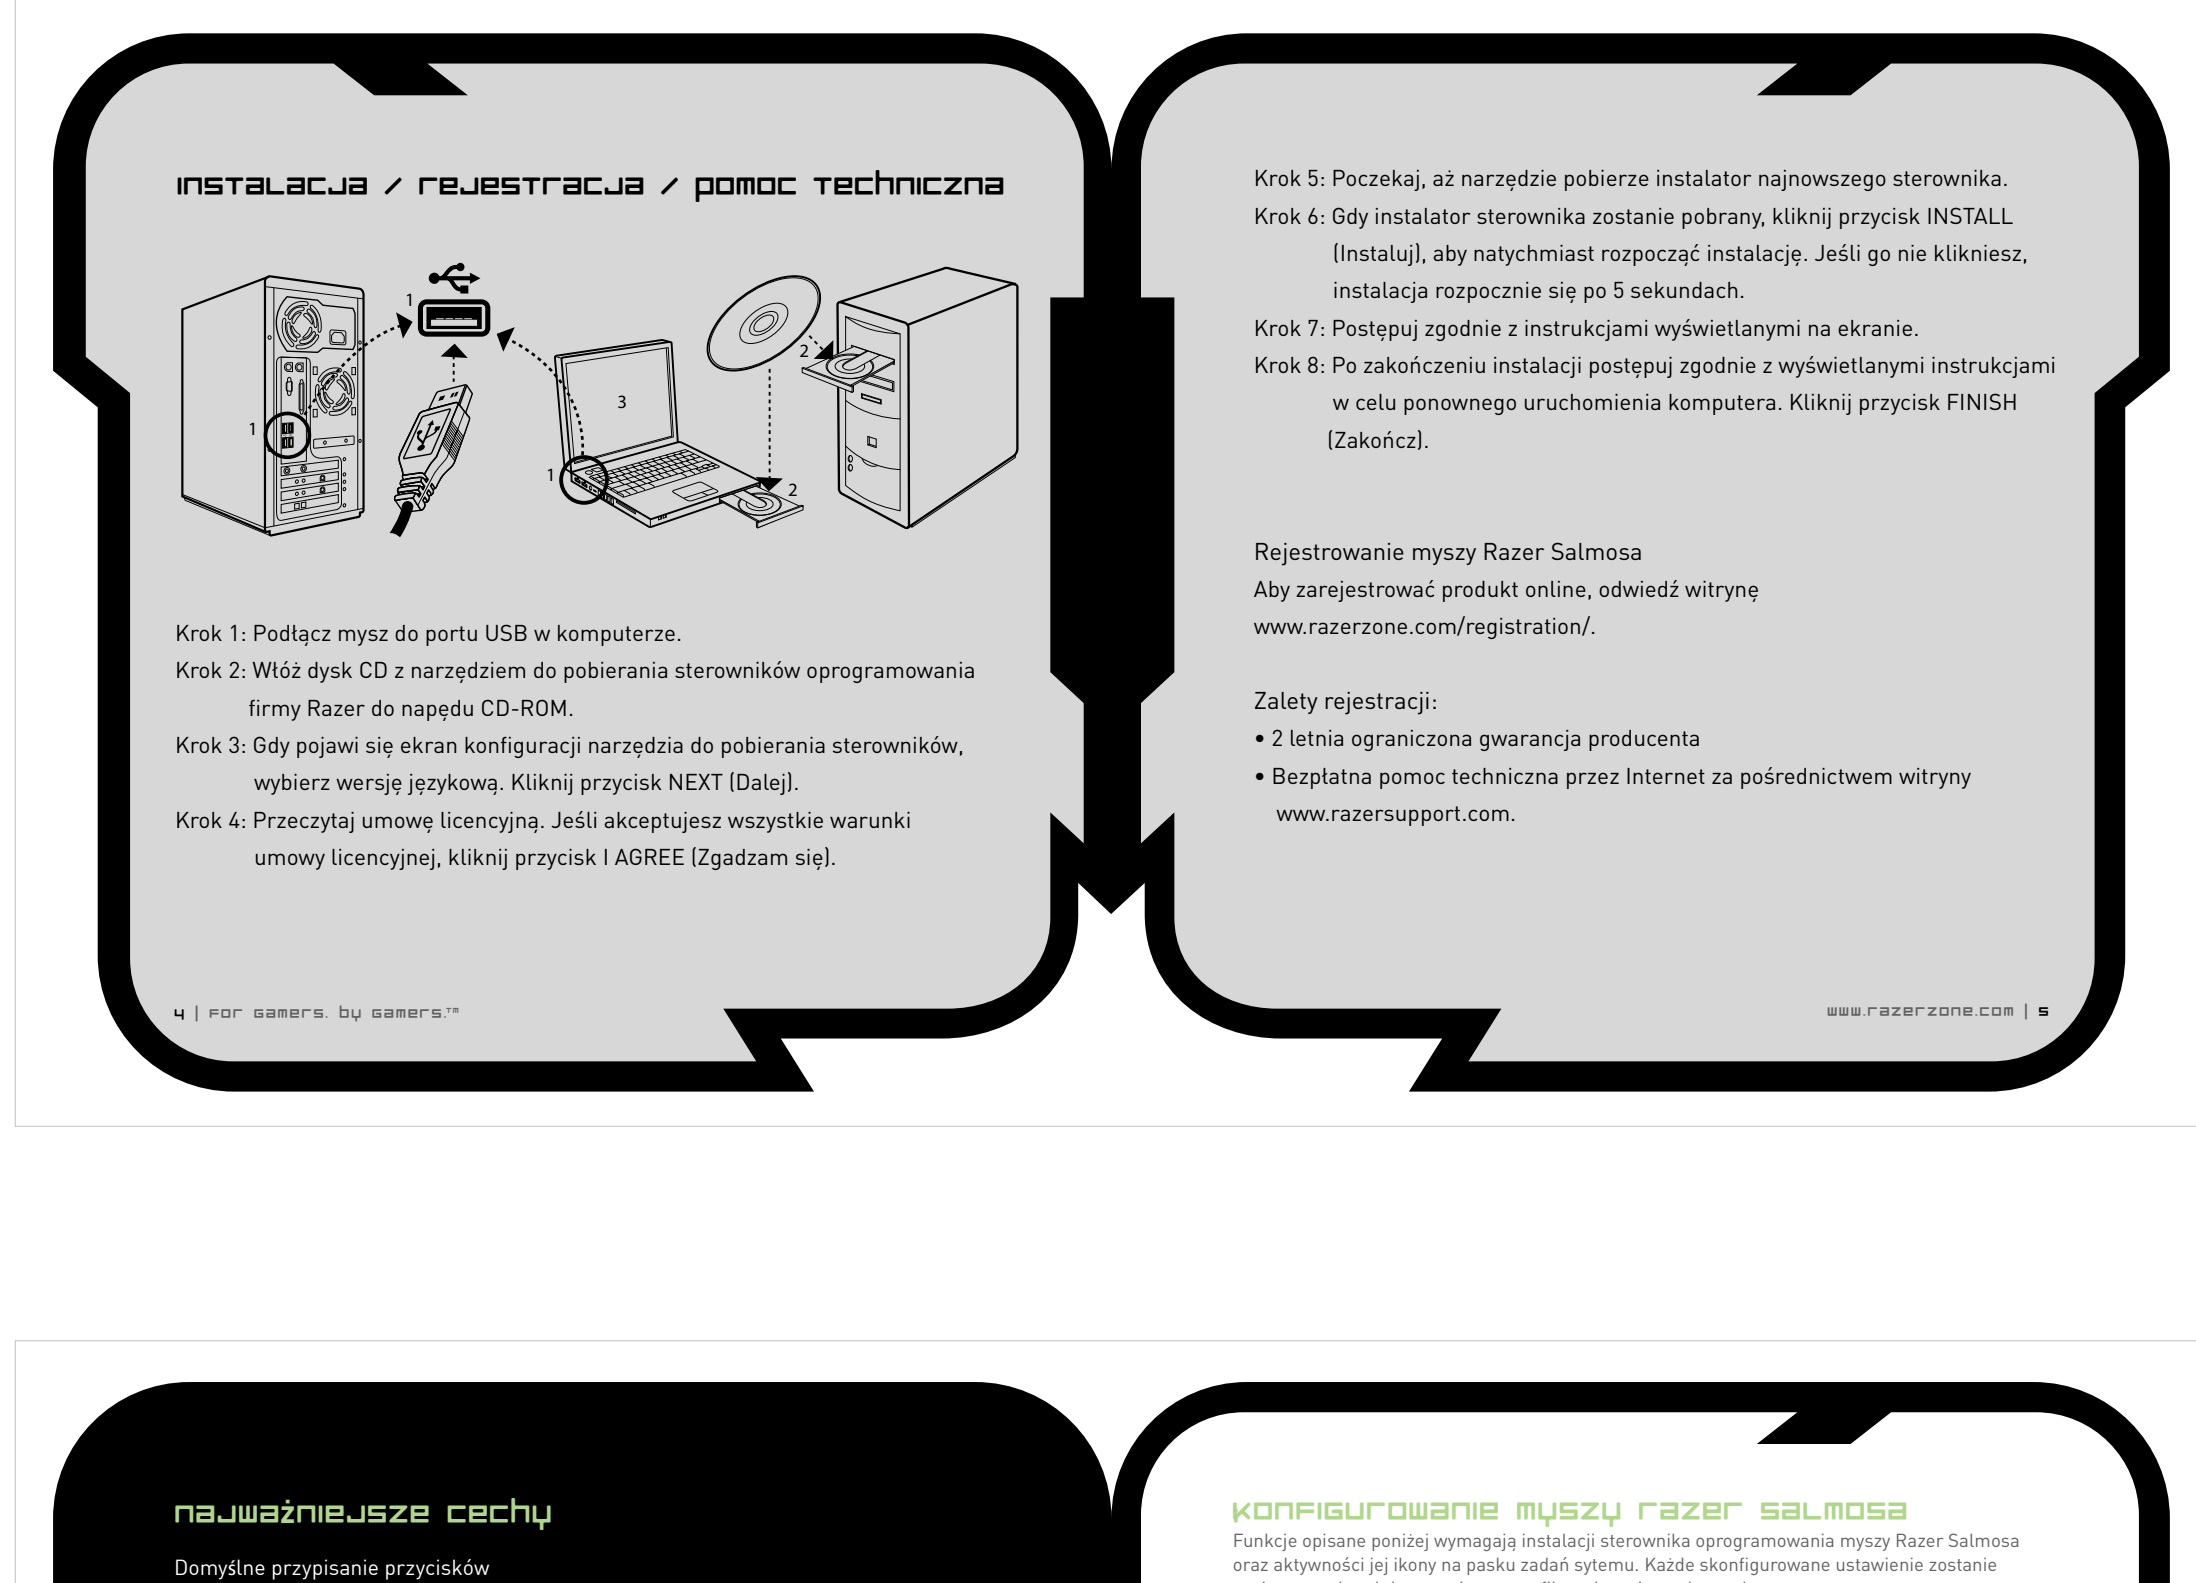 Instalacja / rejestracja / pomoc techniczna
1
1
1
3
2
2
Krok 1: Podłącz mysz do portu USB w komputerze.
Krok 2: Włóż dysk CD z narzędziem do pobierania sterowników oprogramowania
firmy Razer do napędu CD-ROM.
Krok 3: Gdy pojawi się ekran konfiguracji narzędzia do pobierania sterowników,
wybierz wersję językową. Kliknij przycisk NEXT (Dalej).
Krok 4: Przeczytaj umowę licencyjną. Jeśli akceptujesz wszystkie warunki
umowy licencyjnej, kliknij przycisk I AGREE (Zgadzam się).
4 | For gamers. by gamers.™
Krok 5: Poczekaj, aż narzędzie pobierze instalator najnowszego sterownika.
Krok 6: Gdy instalator sterownika zostanie pobrany, kliknij przycisk INSTALL
(Instaluj), aby natychmiast rozpocząć instalację. Jeśli go nie klikniesz,
instalacja rozpocznie się po 5 sekundach.
Krok 7: Postępuj zgodnie z instrukcjami wyświetlanymi na ekranie.
Krok 8: Po zakończeniu instalacji postępuj zgodnie z wyświetlanymi instrukcjami
w celu ponownego uruchomienia komputera. Kliknij przycisk FINISH
(Zakończ).
Rejestrowanie myszy Razer Salmosa
Aby zarejestrować produkt online, odwiedź witrynę
www.razerzone.com/registration/.
Zalety rejestracji:
• 2 letnia ograniczona gwarancja producenta
• Bezpłatna pomoc techniczna przez Internet za pośrednictwem witryny
www.razersupport.com.
www.razerzone.com | 5
najważniejsze cechy
Domyślne przypisanie przycisków
konfigurowanie myszy razer salmosa
Funkcje opisane poniżej wymagają instalacji sterownika oprogramowania myszy Razer Salmosa
oraz aktywności jej ikony na pasku zadań sytemu. Każde skonfigurowane ustawienie zostanie